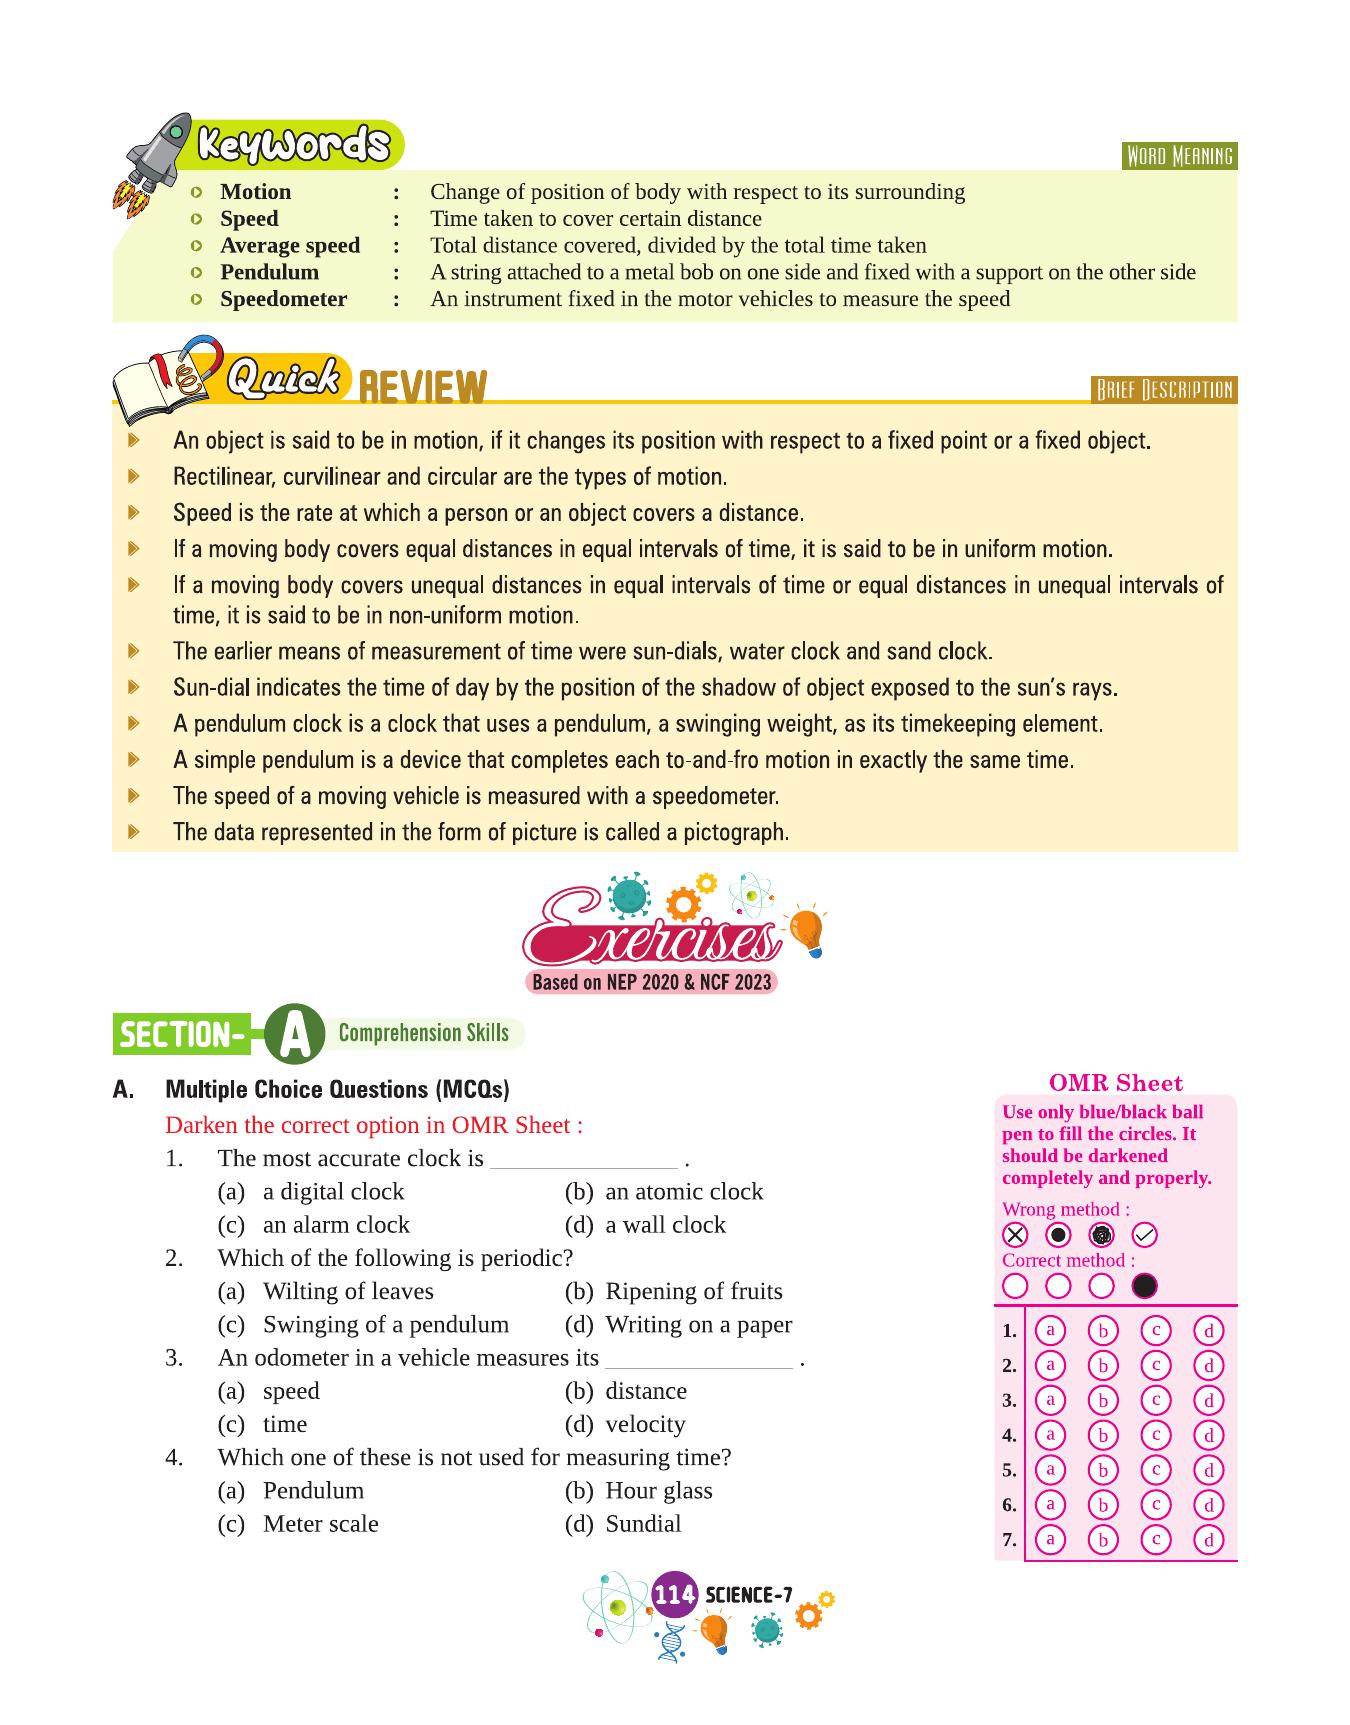 Keywords
WORD MEANING
Motion : Change of position of body with respect to its surrounding
Speed : Time taken to cover certain distance
Average speed : Total distance covered, divided by the total time taken
Pendulum : A string attached to a metal bob on one side and fixed with a support on the other side
Speedometer : An instrument fixed in the motor vehicles to measure the speed
Quick REVIEW
BRIEF DESCRIPTION
An object is said to be in motion, if it changes its position with respect to a fixed point or a fixed object.
Rectilinear, curvilinear and circular are the types of motion.
Speed is the rate at which a person or an object covers a distance.
If a moving body covers equal distances in equal intervals of time, it is said to be in uniform motion.
If a moving body covers unequal distances in equal intervals of time or equal distances in unequal intervals of
time, it is said to be in non-uniform motion.
The earlier means of measurement of time were sun-dials, water clock and sand clock.
Sun-dial indicates the time of day by the position of the shadow of object exposed to the sun's rays.
A pendulum clock is a clock that uses a pendulum, a swinging weight, as its timekeeping element.
A simple pendulum is a device that completes each to-and-fro motion in exactly the same time.
The speed of a moving vehicle is measured with a speedometer.
The data represented in the form of picture is called a pictograph.
Exercises
Based on NEP 2020 & NCF 2023
SECTION- A Comprehension Skills
A. Multiple Choice Questions (MCQs)
Darken the correct option in OMR Sheet :
1. The most accurate clock is _______________ .
(a) a digital clock (b) an atomic clock
(c) an alarm clock (d) a wall clock
2. Which of the following is periodic?
(a) Wilting of leaves (b) Ripening of fruits
(c) Swinging of a pendulum (d) Writing on a paper
3. An odometer in a vehicle measures its _______________ .
(a) speed (b) distance
(c) time (d) velocity
4. Which one of these is not used for measuring time?
(a) Pendulum (b) Hour glass
(c) Meter scale (d) Sundial
OMR Sheet
Use only blue/black ball
pen to fill the circles. It
should be darkened
completely and properly.
Wrong method :
Correct method :
1. a b c d
2. a b c d
3. a b c d
4. a b c d
5. a b c d
6. a b c d
7. a b c d
114 SCIENCE-7